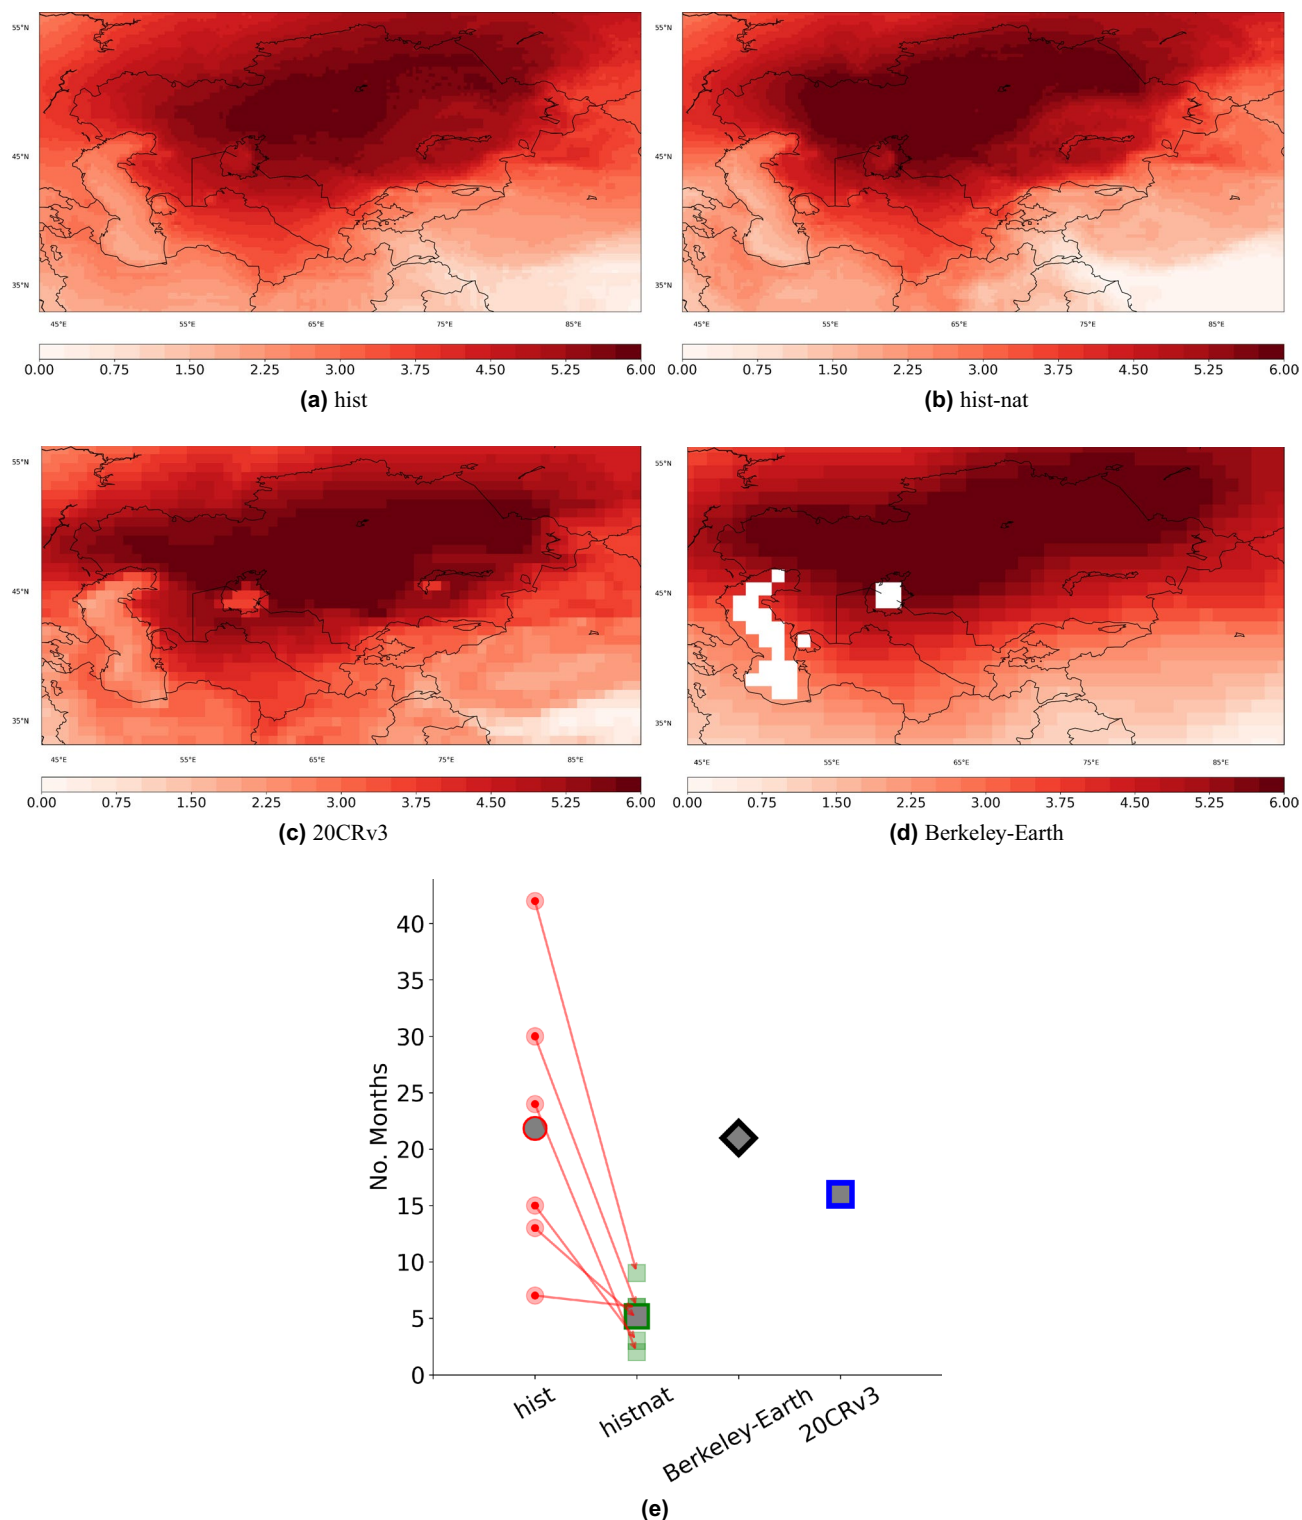 55°N 55°N
45°N 45°N
35°N 35°N
45°E 55°E 65°E 75°E 85°E 45°E 55°E 65°E 75°E 85°E
0.00 0.75 1.50 2.25 3.00 3.75 4.50 5.25 6.00 0.00 0.75 1.50 2.25 3.00 3.75 4.50 5.25 6.00
(a) hist (b) hist-nat
55°N 55°N
45°N 45°N
35°N 35°N
45°E 55°E 65°E 75°E 85°E 45°E 55°E 65°E 75°E 85°E
0.00 0.75 1.50 2.25 3.00 3.75 4.50 5.25 6.00 0.00 0.75 1.50 2.25 3.00 3.75 4.50 5.25 6.00
(c) 20CRv3 (d) Berkeley-Earth
No. Months
40
35
30
25
20
15
10
5
0
hist histnat Berkeley-Earth 20CRv3
(e)